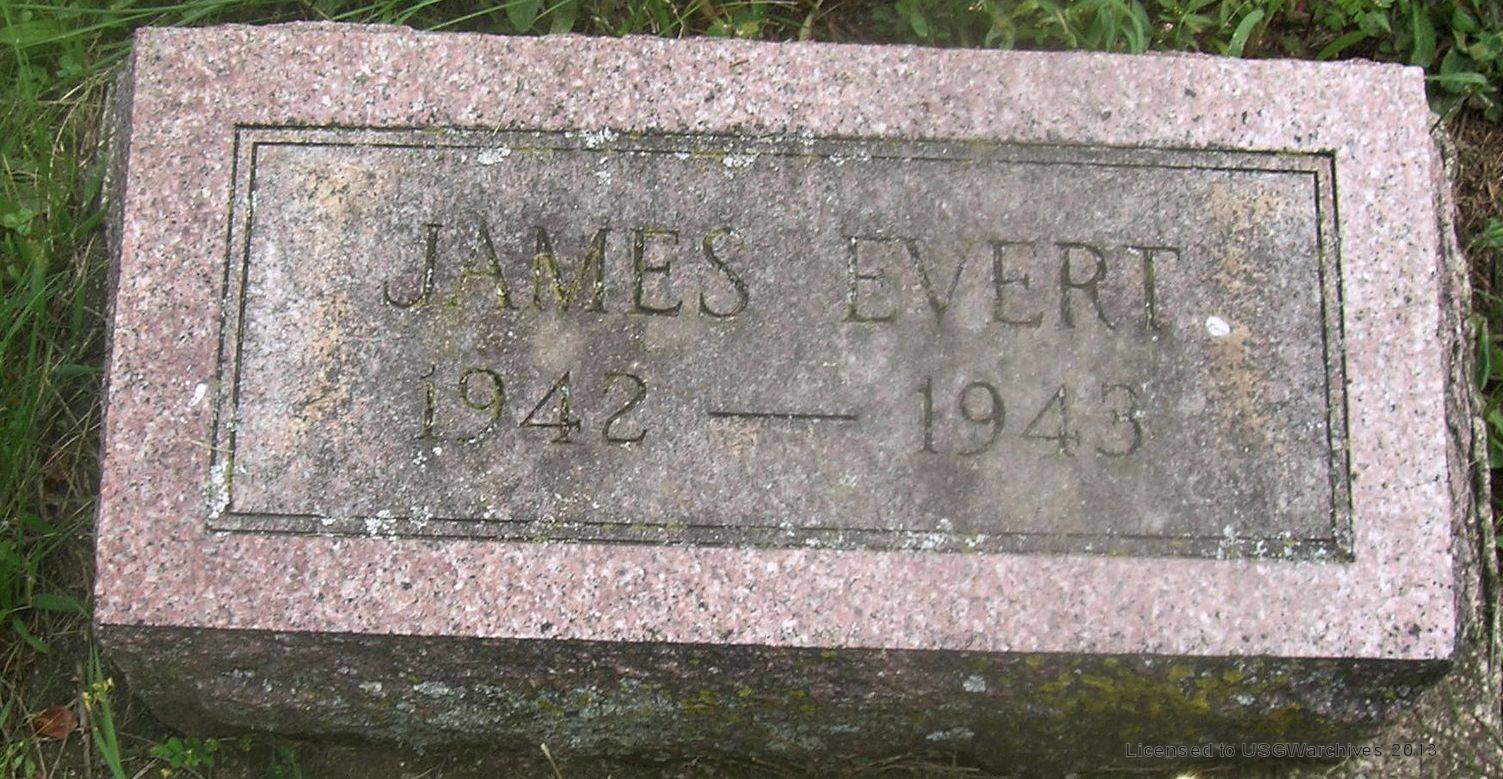 JAMES EVERT
1942 — 1943
Licensed to USGWarchives 2013